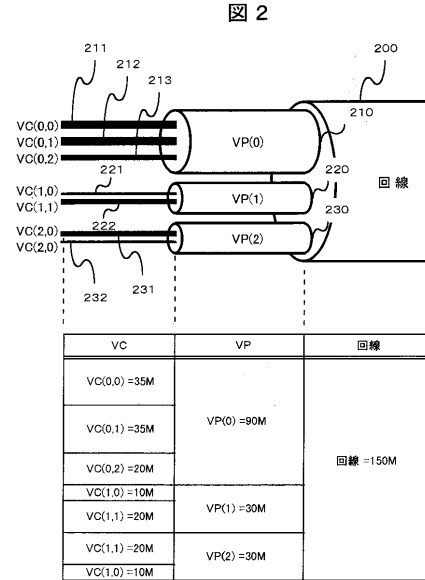 図２
211
212
213
200
VC(0,0)
VC(0,1)
VC(0,2)
VP(0)
210
回線
221
VC(1,0)
VC(1,1)
222
VP(1)
220
VC(2,0)
VC(2,0)
232
231
VP(2)
230
VC VP 回線
VC(0,0) =35M
VC(0,1) =35M
VC(0,2) =20M
VP(0) =90M
回線 =150M
VC(1,0) =10M
VC(1,1) =20M
VP(1) =30M
VC(1,1) =20M
VC(1,0) =10M
VP(2) =30M